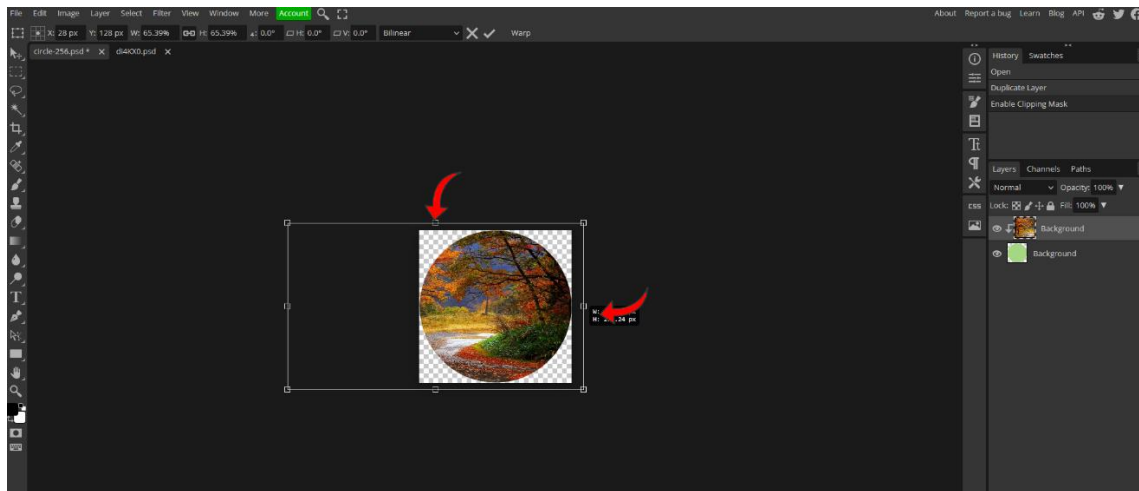 File Edit Image Layer Select Filter View Window More Account About Report a bug Learn Blog API
X: 28 px Y: 128 px W: 65.39% H: 65.39% 0.0° H: 0.0° V: 0.0° Bilinear Warp
circle-256.psd * X di4KX0.psd X
History Swatches
Open
Duplicate Layer
Enable Clipping Mask
Layers Channels Paths
Normal Opacity: 100%
CSS Lock: Fill: 100%
Background
Background
W:
H: px